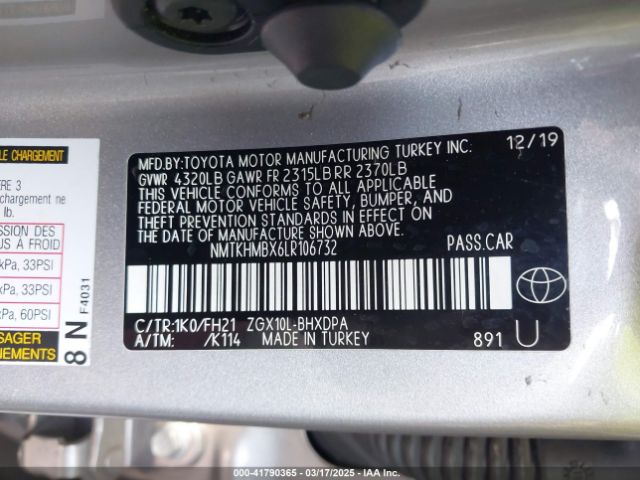 MFD.BY:TOYOTA MOTOR MANUFACTURING TURKEY INC. 12/19
GVWR 4320LB GAWR FR 2315LB RR 2370LB
THIS VEHICLE CONFORMS TO ALL APPLICABLE
FEDERAL MOTOR VEHICLE SAFETY, BUMPER, AND
THEFT PREVENTION STANDARDS IN EFFECT ON
THE DATE OF MANUFACTURE SHOWN ABOVE.
NMTKHMBX6LR106732 PASS.CAR
C/TR:1K0/FH21 ZGX10L-BHXDPA
A/TM: /K114 MADE IN TURKEY 891 U
LE CHARGING
ÈRE 3
chargement ne
lb.
RESSION DES
US À FROID
kPa, 33PSI
kPa, 33PSI
kPa, 60PSI
SAGER
NEMENTS
8 N F4031
000-41790365 - 03/17/2025 - IAA Inc.